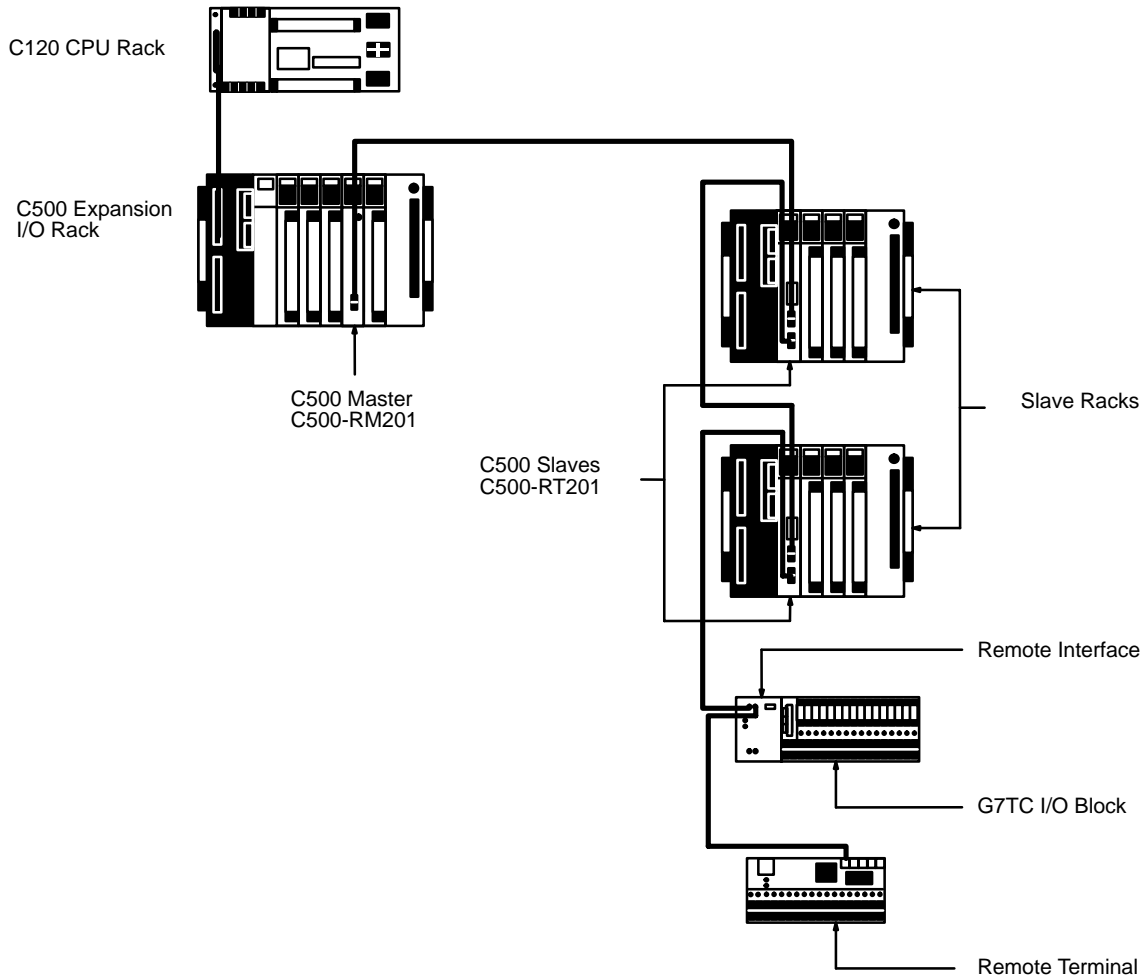 C120 CPU Rack
C500 Expansion
I/O Rack
C500 Master
C500-RM201
Slave Racks
C500 Slaves
C500-RT201
Remote Interface
G7TC I/O Block
Remote Terminal